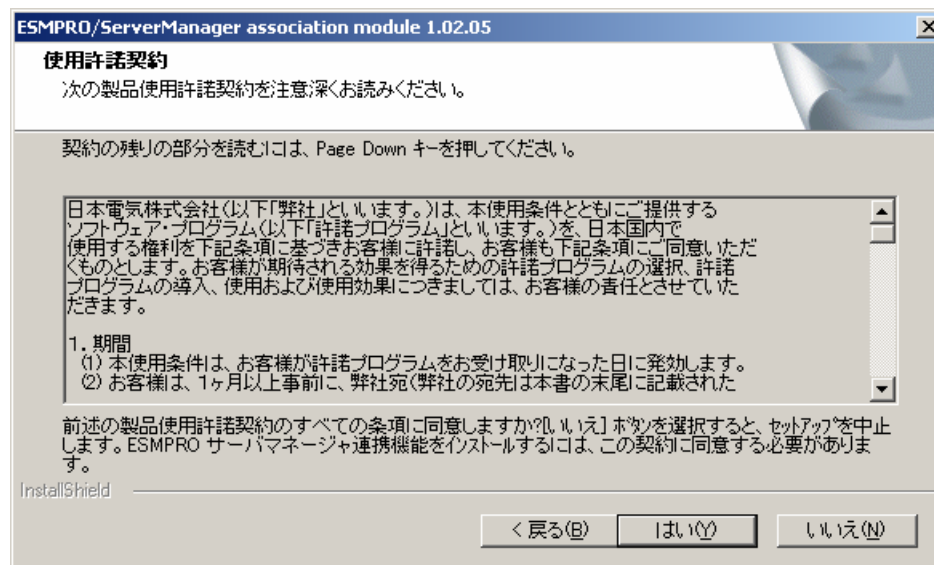 ESMPRO/ServerManager association module 1.02.05
使用許諾契約
次の製品使用許諾契約を注意深くお読みください。
契約の残りの部分を読むには、Page Down キーを押してください。
日本電気株式会社(以下「弊社」といいます。)は、本使用条件とともにご提供する
ソフトウェア・プログラム(以下「許諾プログラム」といいます。)を、日本国内で
使用する権利を下記条項に基づきお客様に許諾し、お客様も下記条項にご同意いただ
くものとします。お客様が期待される効果を得るための許諾プログラムの選択、許諾
プログラムの導入、使用および使用効果につきましては、お客様の責任とさせていた
だきます。
1. 期間
(1) 本使用条件は、お客様が許諾プログラムをお受け取りになった日に発効します。
(2) お客様は、1ヶ月以上事前に、弊社宛(弊社の宛先は本書の末尾に記載された
前述の製品使用許諾契約のすべての条項に同意しますか?[いいえ] ボタンを選択すると、セットアップを中止
します。ESMPRO サーバマネージャ連携機能をインストールするには、この契約に同意する必要がありま
す。
InstallShield
< 戻る(B)
はい(Y)
いいえ(N)